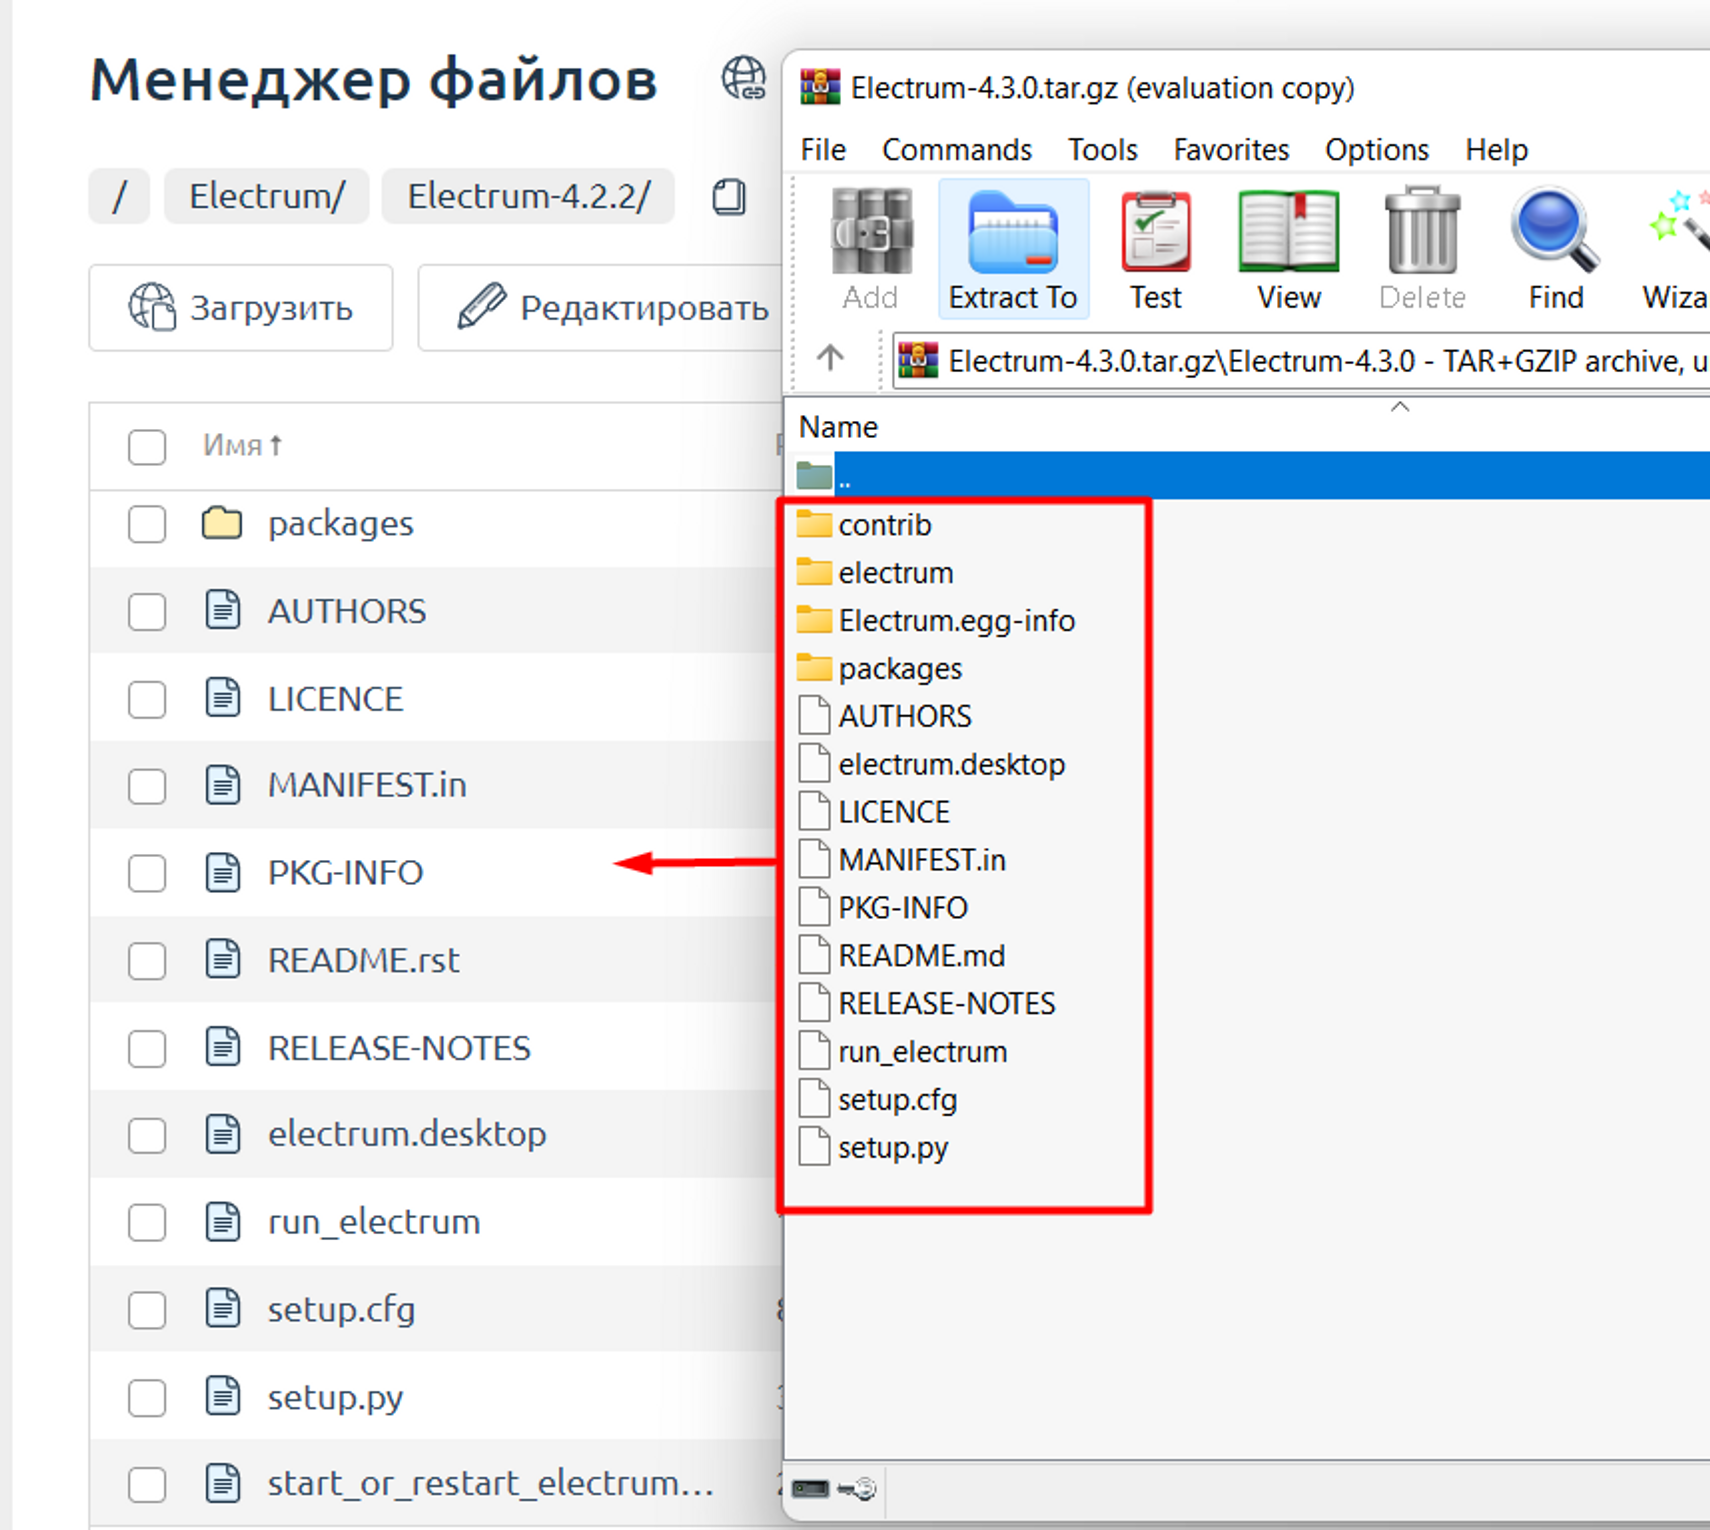 Менеджер файлов
/ Electrum/ Electrum-4.2.2/
Загрузить Редактировать
Имя ↑
packages
AUTHORS
LICENCE
MANIFEST.in
PKG-INFO
README.rst
RELEASE-NOTES
electrum.desktop
run_electrum
setup.cfg
setup.py
start_or_restart_electrum...
Electrum-4.3.0.tar.gz (evaluation copy)
File Commands Tools Favorites Options Help
Add Extract To Test View Delete Find
Electrum-4.3.0.tar.gz\Electrum-4.3.0 - TAR+GZIP archive, u
Name
..
contrib
electrum
Electrum.egg-info
packages
AUTHORS
electrum.desktop
LICENCE
MANIFEST.in
PKG-INFO
README.md
RELEASE-NOTES
run_electrum
setup.cfg
setup.py